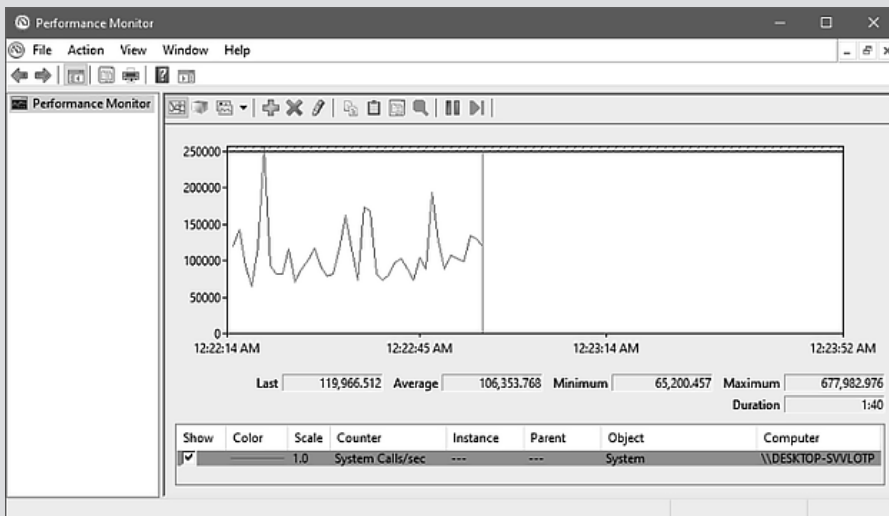 Performance Monitor
File Action View Window Help
Performance Monitor
250000
200000
150000
100000
50000
0
12:22:14 AM 12:22:45 AM 12:23:14 AM 12:23:52 AM
Last 119,966.512 Average 106,353.768 Minimum 65,200.457 Maximum 677,982.976
Duration 1:40
Show Color Scale Counter Instance Parent Object Computer
1.0 System Calls/sec --- --- System \\DESKTOP-SVVLOTP